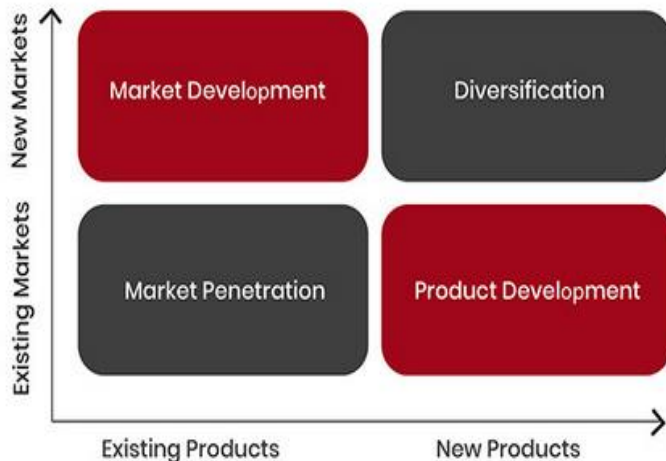 New Markets
Market Development
Diversification
Existing Markets
Market Penetration
Product Development
Existing Products
New Products